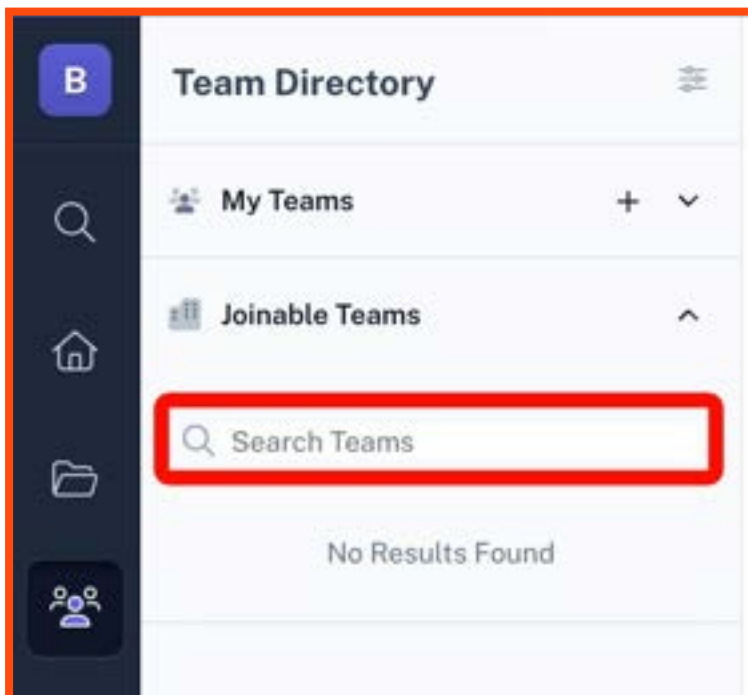 B
Team Directory
My Teams
Joinable Teams
Search Teams
No Results Found